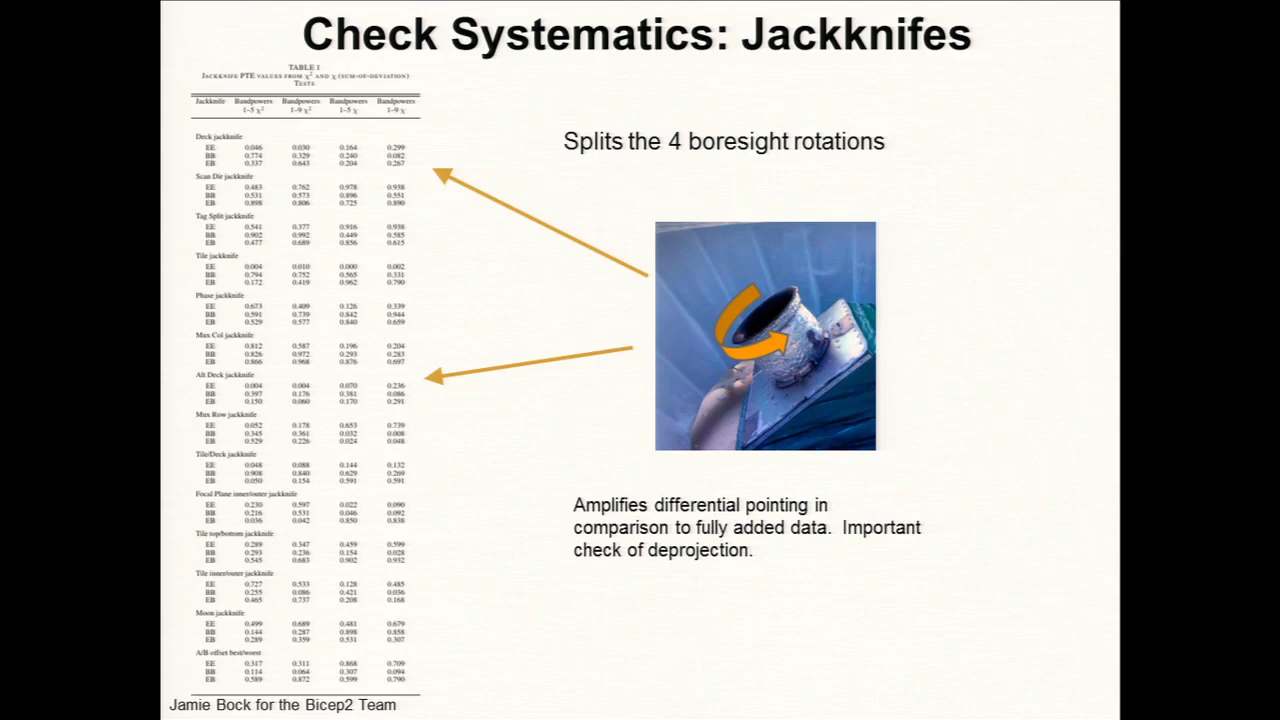 Check Systematics: Jackknifes
TABLE 1
Jackknife PTE values from χ² and χ (sum-of-deviation)
Tests
Jackknife Bandpowers Bandpowers Bandpowers Bandpowers
1–5 χ² 1–9 χ² 1–5 χ 1–9 χ
Deck jackknife
EE 0.046 0.030 0.164 0.299
BB 0.774 0.329 0.240 0.082
EB 0.337 0.643 0.204 0.267
Scan Dir jackknife
EE 0.483 0.762 0.978 0.938
BB 0.531 0.573 0.896 0.551
EB 0.898 0.806 0.725 0.890
Tag Split jackknife
EE 0.541 0.377 0.916 0.938
BB 0.902 0.992 0.449 0.585
EB 0.477 0.689 0.856 0.615
Tile jackknife
EE 0.004 0.010 0.000 0.002
BB 0.794 0.752 0.565 0.331
EB 0.172 0.419 0.962 0.790
Phase jackknife
EE 0.673 0.409 0.126 0.339
BB 0.591 0.739 0.842 0.944
EB 0.529 0.577 0.840 0.659
Mux Col jackknife
EE 0.812 0.587 0.196 0.204
BB 0.826 0.972 0.293 0.283
EB 0.866 0.968 0.876 0.697
Alt Deck jackknife
EE 0.004 0.004 0.070 0.236
BB 0.397 0.176 0.381 0.086
EB 0.150 0.060 0.170 0.291
Mux Row jackknife
EE 0.052 0.178 0.653 0.739
BB 0.345 0.361 0.032 0.008
EB 0.529 0.226 0.024 0.048
Tile/Deck jackknife
EE 0.048 0.088 0.144 0.132
BB 0.908 0.840 0.629 0.269
EB 0.050 0.154 0.591 0.591
Focal Plane inner/outer jackknife
EE 0.230 0.597 0.022 0.090
BB 0.216 0.531 0.046 0.092
EB 0.036 0.042 0.850 0.838
Tile top/bottom jackknife
EE 0.289 0.347 0.459 0.599
BB 0.293 0.236 0.154 0.028
EB 0.545 0.683 0.902 0.932
Tile inner/outer jackknife
EE 0.727 0.533 0.128 0.485
BB 0.255 0.086 0.421 0.036
EB 0.465 0.737 0.208 0.168
Moon jackknife
EE 0.499 0.689 0.481 0.679
BB 0.144 0.287 0.898 0.858
EB 0.289 0.359 0.531 0.307
A/B offset best/worst
EE 0.317 0.311 0.868 0.709
BB 0.114 0.064 0.307 0.094
EB 0.589 0.872 0.599 0.790
Splits the 4 boresight rotations
Amplifies differential pointing in
comparison to fully added data. Important
check of deprojection.
Jamie Bock for the Bicep2 Team